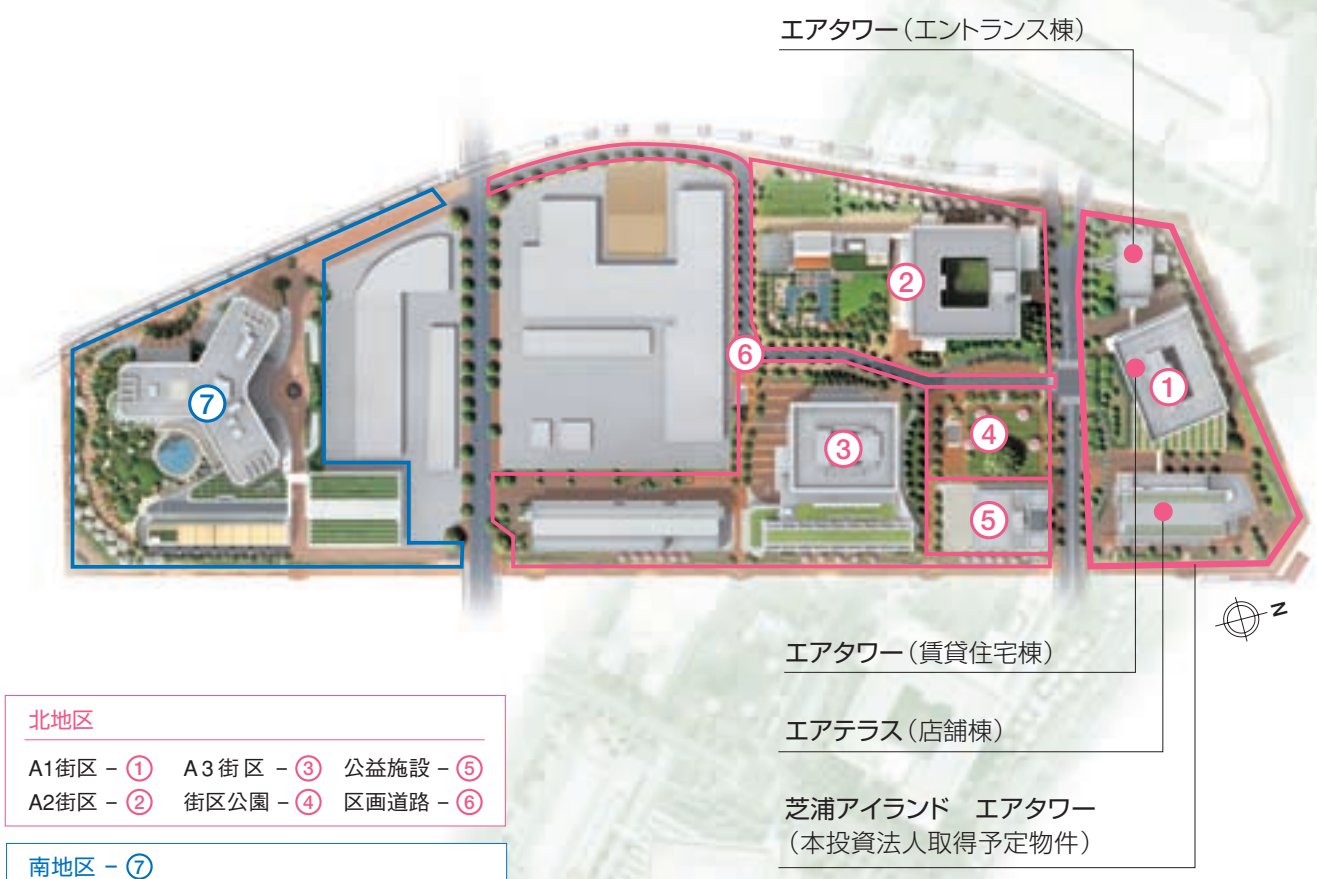 エアタワー（エントランス棟）
②
⑥
①
⑦
③
④
⑤
N
エアタワー（賃貸住宅棟）
エアテラス（店舗棟）
芝浦アイランド　エアタワー
（本投資法人取得予定物件）
北地区
A1街区 － ① A3街区 － ③ 公益施設 － ⑤
A2街区 － ② 街区公園 － ④ 区画道路 － ⑥
南地区 － ⑦